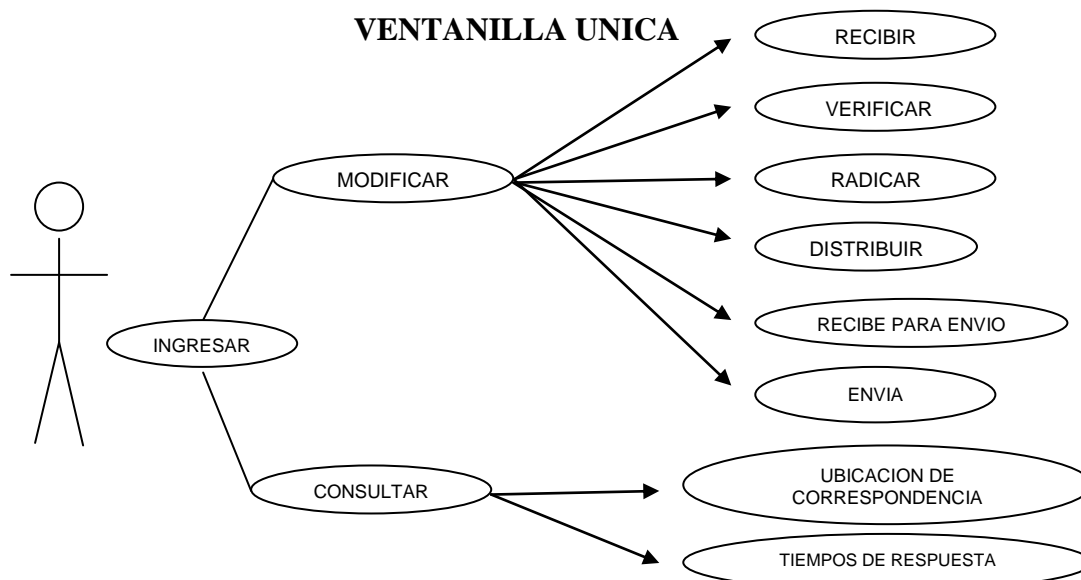 VENTANILLA UNICA
RECIBIR
VERIFICAR
MODIFICAR
RADICAR
DISTRIBUIR
RECIBE PARA ENVIO
INGRESAR
ENVIA
CONSULTAR
UBICACION DE
CORRESPONDENCIA
TIEMPOS DE RESPUESTA